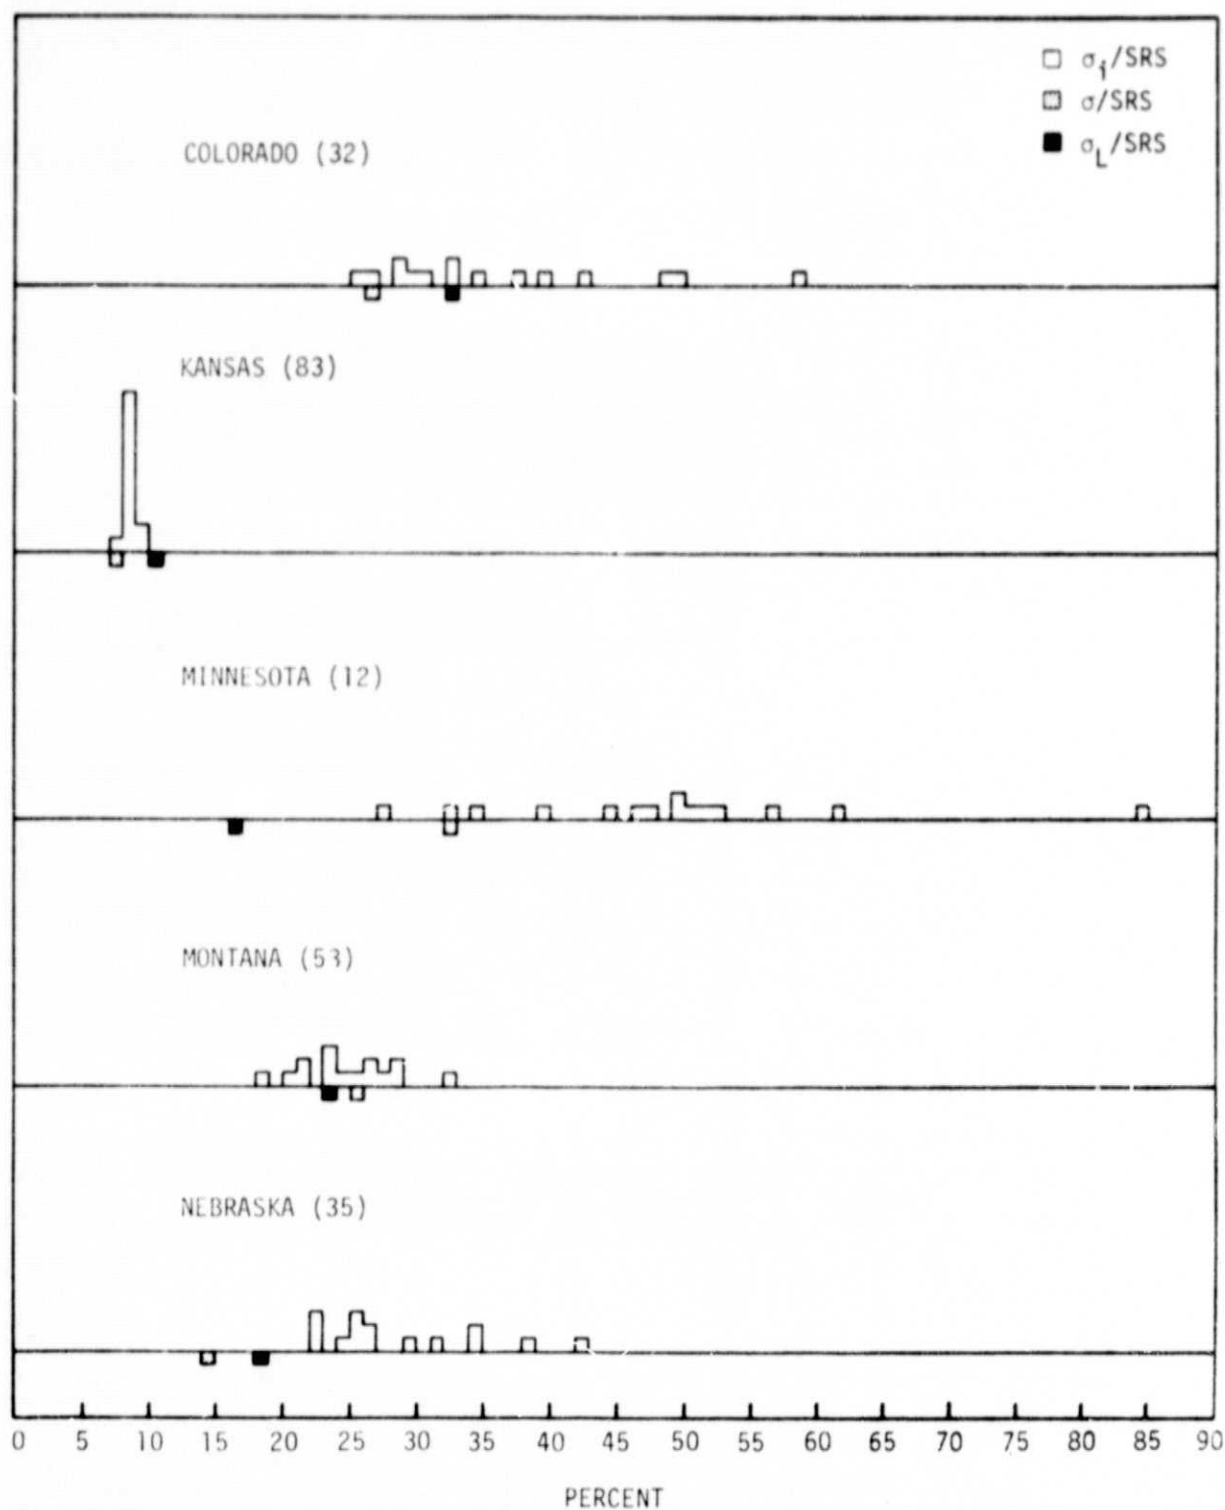 σi/SRS
σ/SRS
σL/SRS
COLORADO (32)
KANSAS (83)
MINNESOTA (12)
MONTANA (53)
NEBRASKA (35)
0 5 10 15 20 25 30 35 40 45 50 55 60 65 70 75 80 85 90
PERCENT